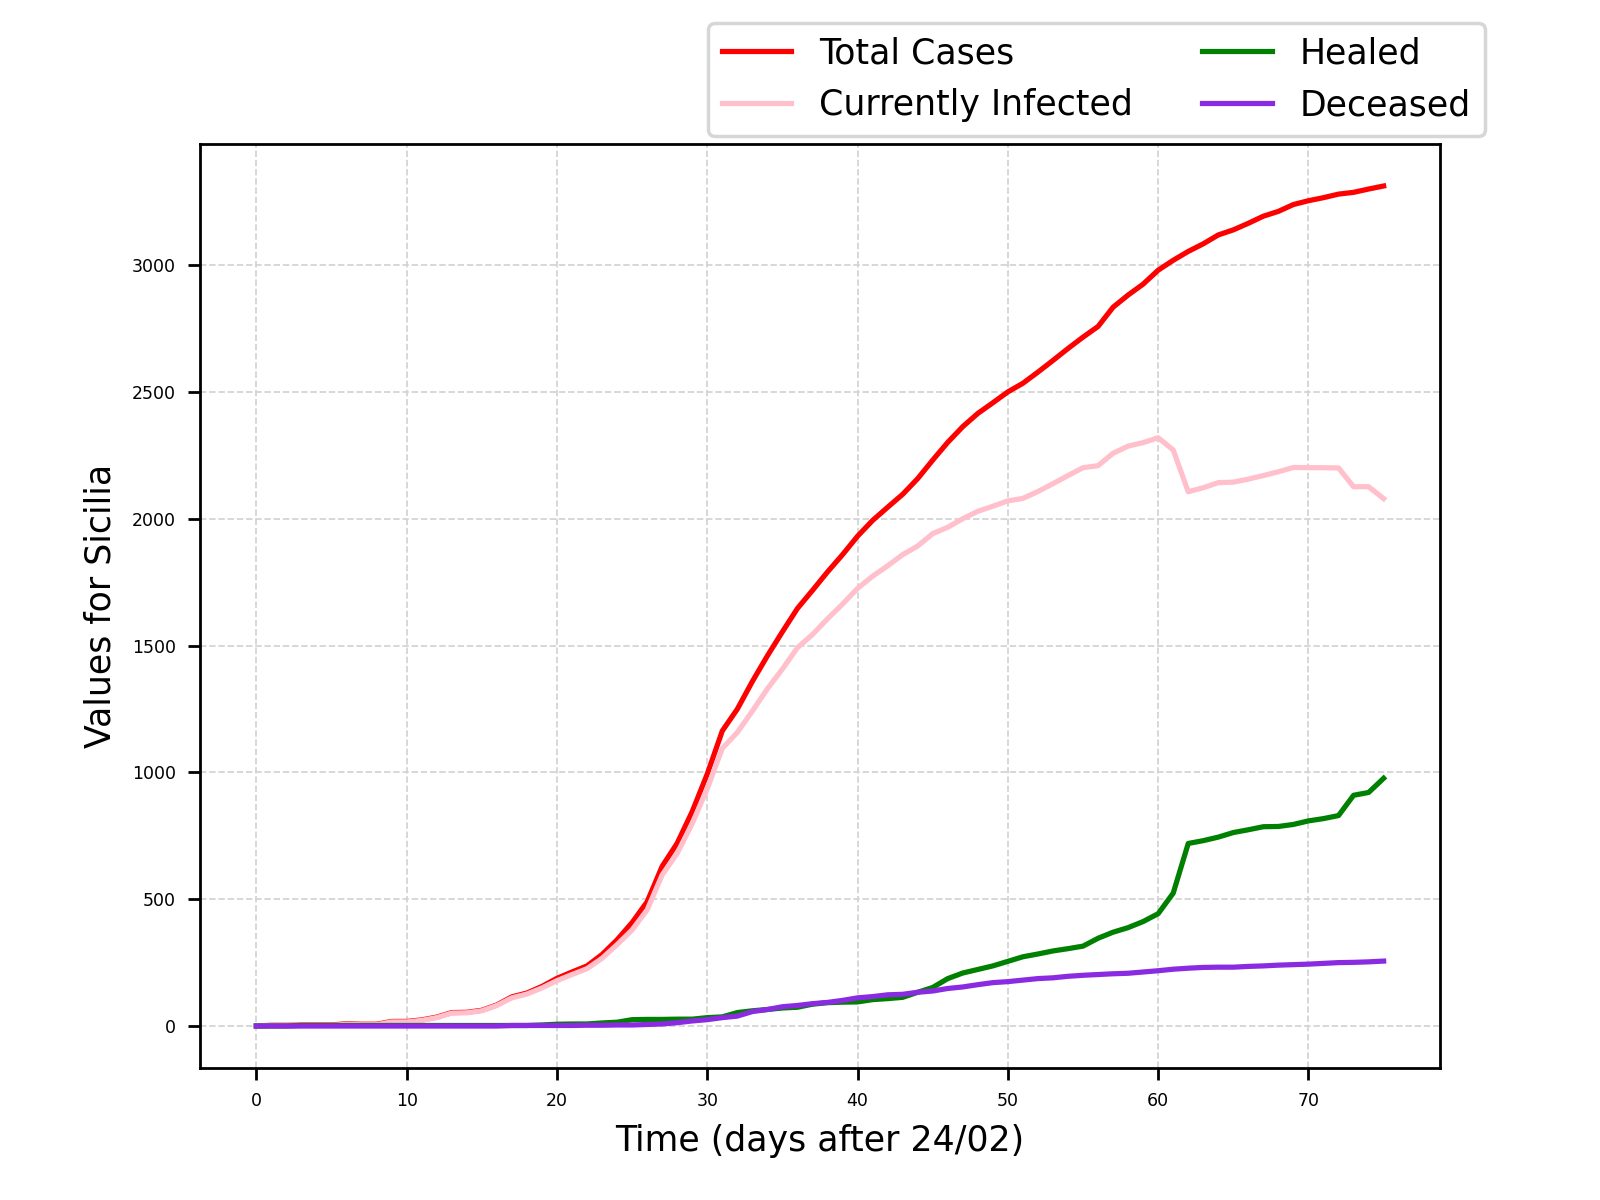 Total Cases
Currently Infected
Healed
Deceased
Values for Sicilia
3000
2500
2000
1500
1000
500
0
0 10 20 30 40 50 60 70
Time (days after 24/02)